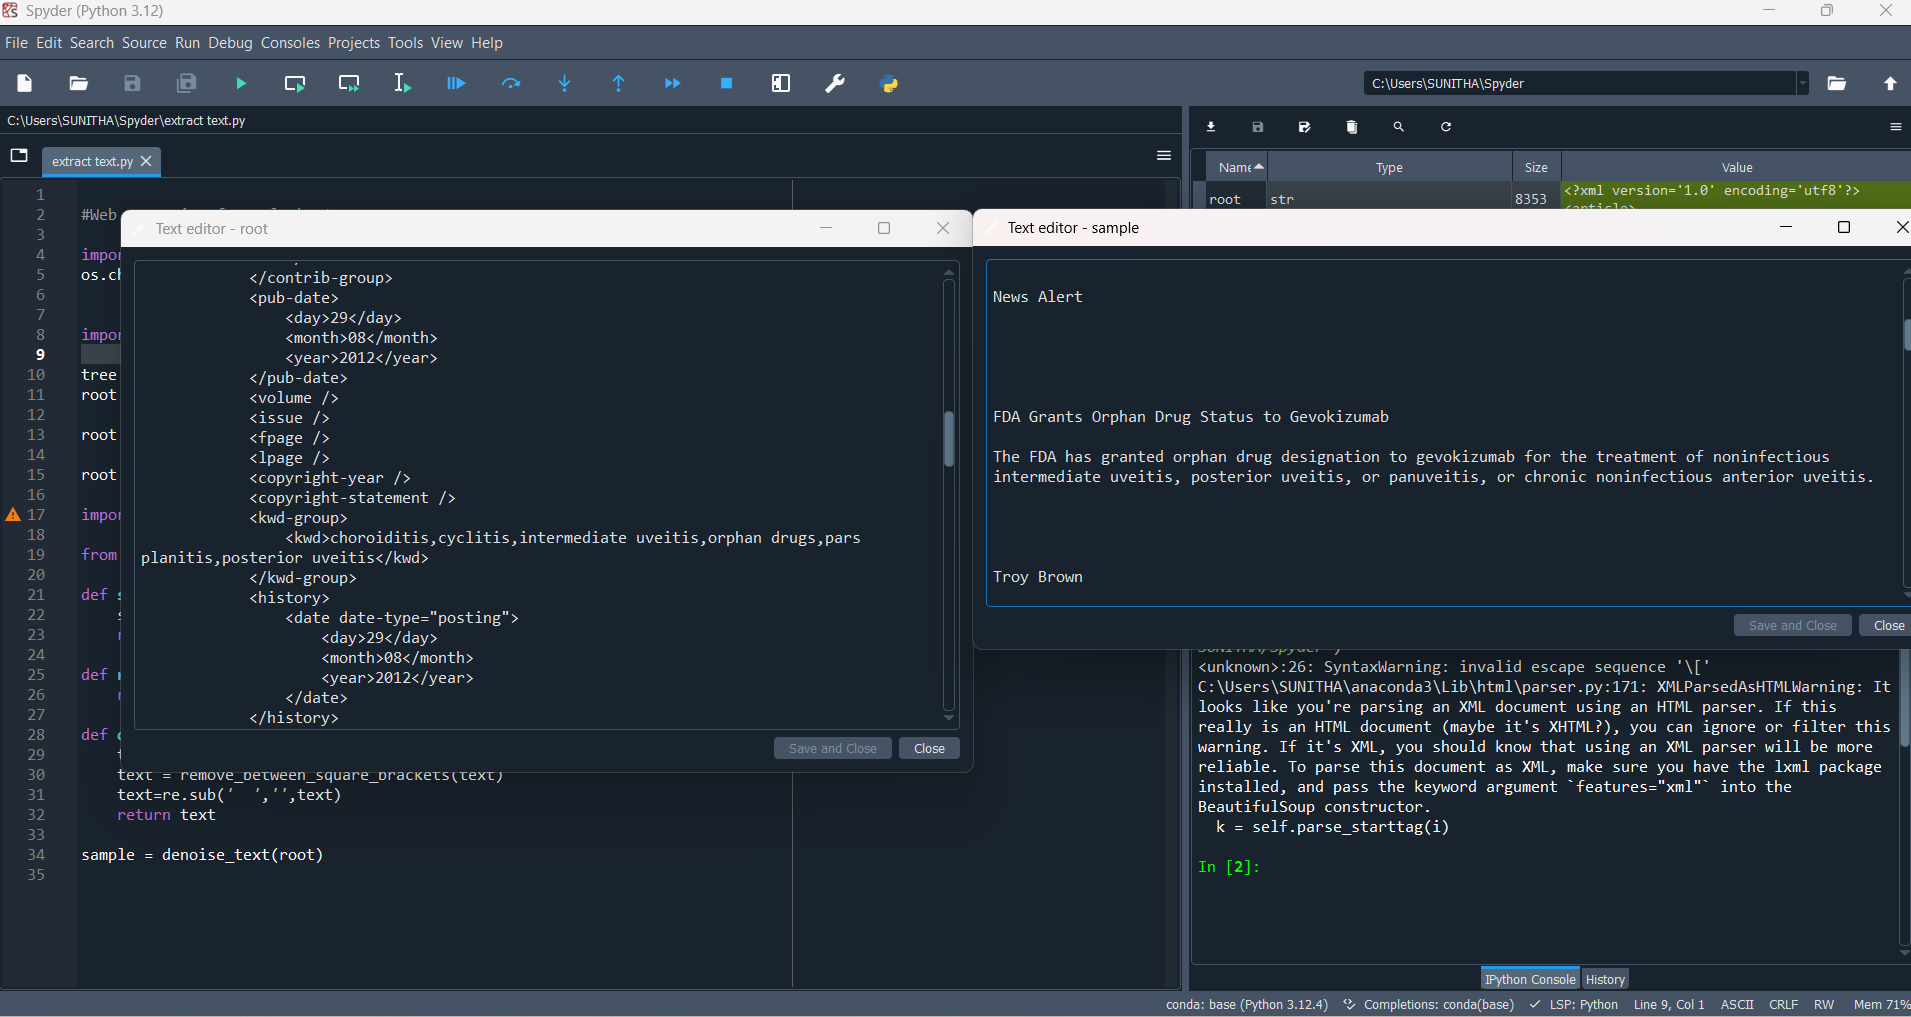 Spyder (Python 3.12)
File Edit Search Source Run Debug Consoles Projects Tools View Help
C:\Users\SUNITHA\Spyder
C:\Users\SUNITHA\Spyder\extract text.py
extract text.py
1
2 #Web
3
4 impor
5 os.ch
6
7
8 impor
9
10 tree
11 root
12
13 root
14
15 root
16
17 impor
18
19 from
20
21 def s
22 s
23 r
24
25 def r
26 r
27
28 def
29 t
30 text = remove_between_square_brackets(text)
31 text=re.sub('  ','',text)
32 return text
33
34 sample = denoise_text(root)
35
Text editor - root
</contrib-group>
<pub-date>
<day>29</day>
<month>08</month>
<year>2012</year>
</pub-date>
<volume />
<issue />
<fpage />
<lpage />
<copyright-year />
<copyright-statement />
<kwd-group>
<kwd>choroiditis,cyclitis,intermediate uveitis,orphan drugs,pars
planitis,posterior uveitis</kwd>
</kwd-group>
<history>
<date date-type="posting">
<day>29</day>
<month>08</month>
<year>2012</year>
</date>
</history>
Save and Close Close
Name Type Size Value
root str 8353 <?xml version='1.0' encoding='utf8'?>
<article>
Text editor - sample
News Alert
FDA Grants Orphan Drug Status to Gevokizumab
The FDA has granted orphan drug designation to gevokizumab for the treatment of noninfectious
intermediate uveitis, posterior uveitis, or panuveitis, or chronic noninfectious anterior uveitis.
Troy Brown
Save and Close Close
SUNITHA/Spyder')
<unknown>:26: SyntaxWarning: invalid escape sequence '\['
C:\Users\SUNITHA\anaconda3\Lib\html\parser.py:171: XMLParsedAsHTMLWarning: It
looks like you're parsing an XML document using an HTML parser. If this
really is an HTML document (maybe it's XHTML?), you can ignore or filter this
warning. If it's XML, you should know that using an XML parser will be more
reliable. To parse this document as XML, make sure you have the lxml package
installed, and pass the keyword argument `features="xml"` into the
BeautifulSoup constructor.
k = self.parse_starttag(i)
In [2]:
IPython Console History
conda: base (Python 3.12.4) Completions: conda(base) LSP: Python Line 9, Col 1 ASCII CRLF RW Mem 71%